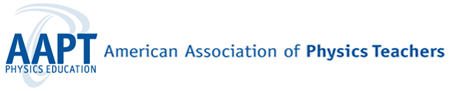 AAPT
PHYSICS EDUCATION
American Association of Physics Teachers